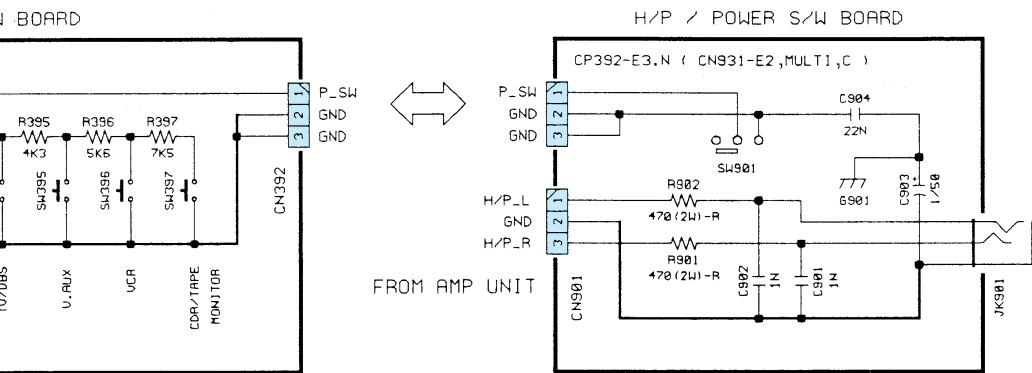 BOARD
H/P / POWER S/W BOARD
CP392-E3.N ( CN931-E2,MULTI,C )
1 P_SW
2 GND
3 GND
CN392
R395
4K3
R396
5K6
R397
7K5
SW395
SW396
SW397
TV/DBS
V.AUX
VCR
CDR/TAPE
MONITOR
P_SW 1
GND 2
GND 3
SW901
C904
22N
G901
C903
+
1/50
H/P_L 1
GND 2
H/P_R 3
CN901
FROM AMP UNIT
R902
470(2W)-R
R901
470(2W)-R
C902
1N
C901
1N
JK901